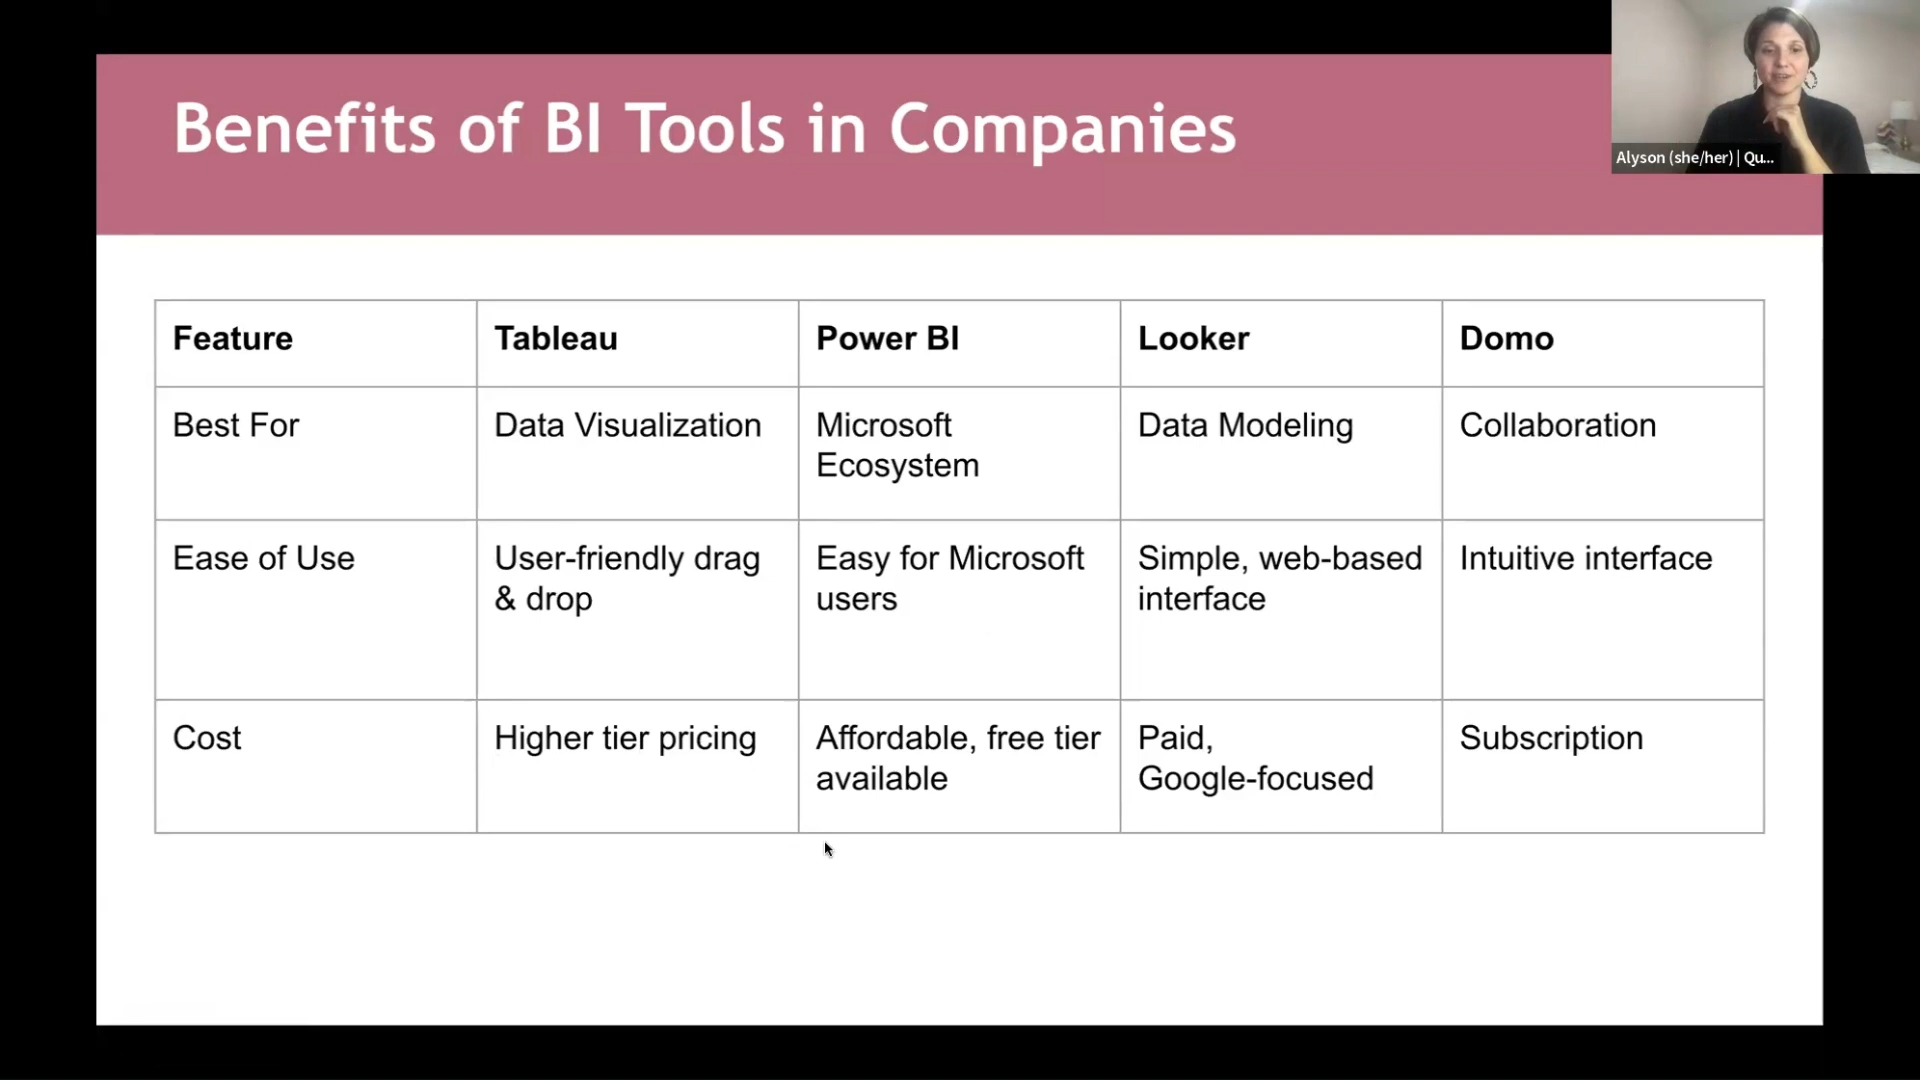 Benefits of BI Tools in Companies
Alyson (she/her) | Qu...
Feature
Tableau
Power BI
Looker
Domo
Best For
Data Visualization
Microsoft
Ecosystem
Data Modeling
Collaboration
Ease of Use
User-friendly drag
& drop
Easy for Microsoft
users
Simple, web-based
interface
Intuitive interface
Cost
Higher tier pricing
Affordable, free tier
available
Paid,
Google-focused
Subscription